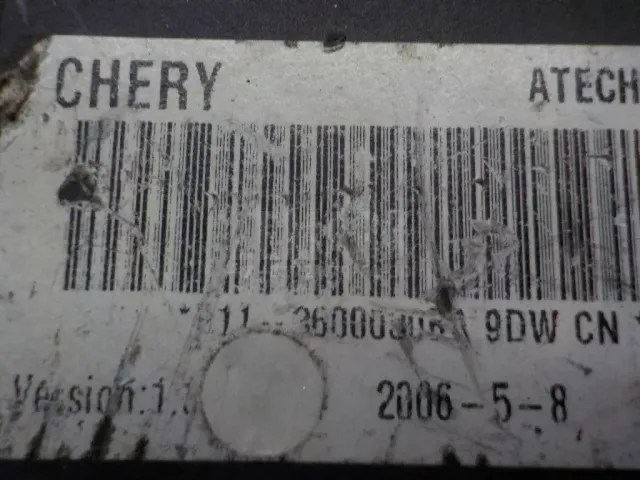 CHERY ATECH
9DW CN
Version:1.
2006-5-8